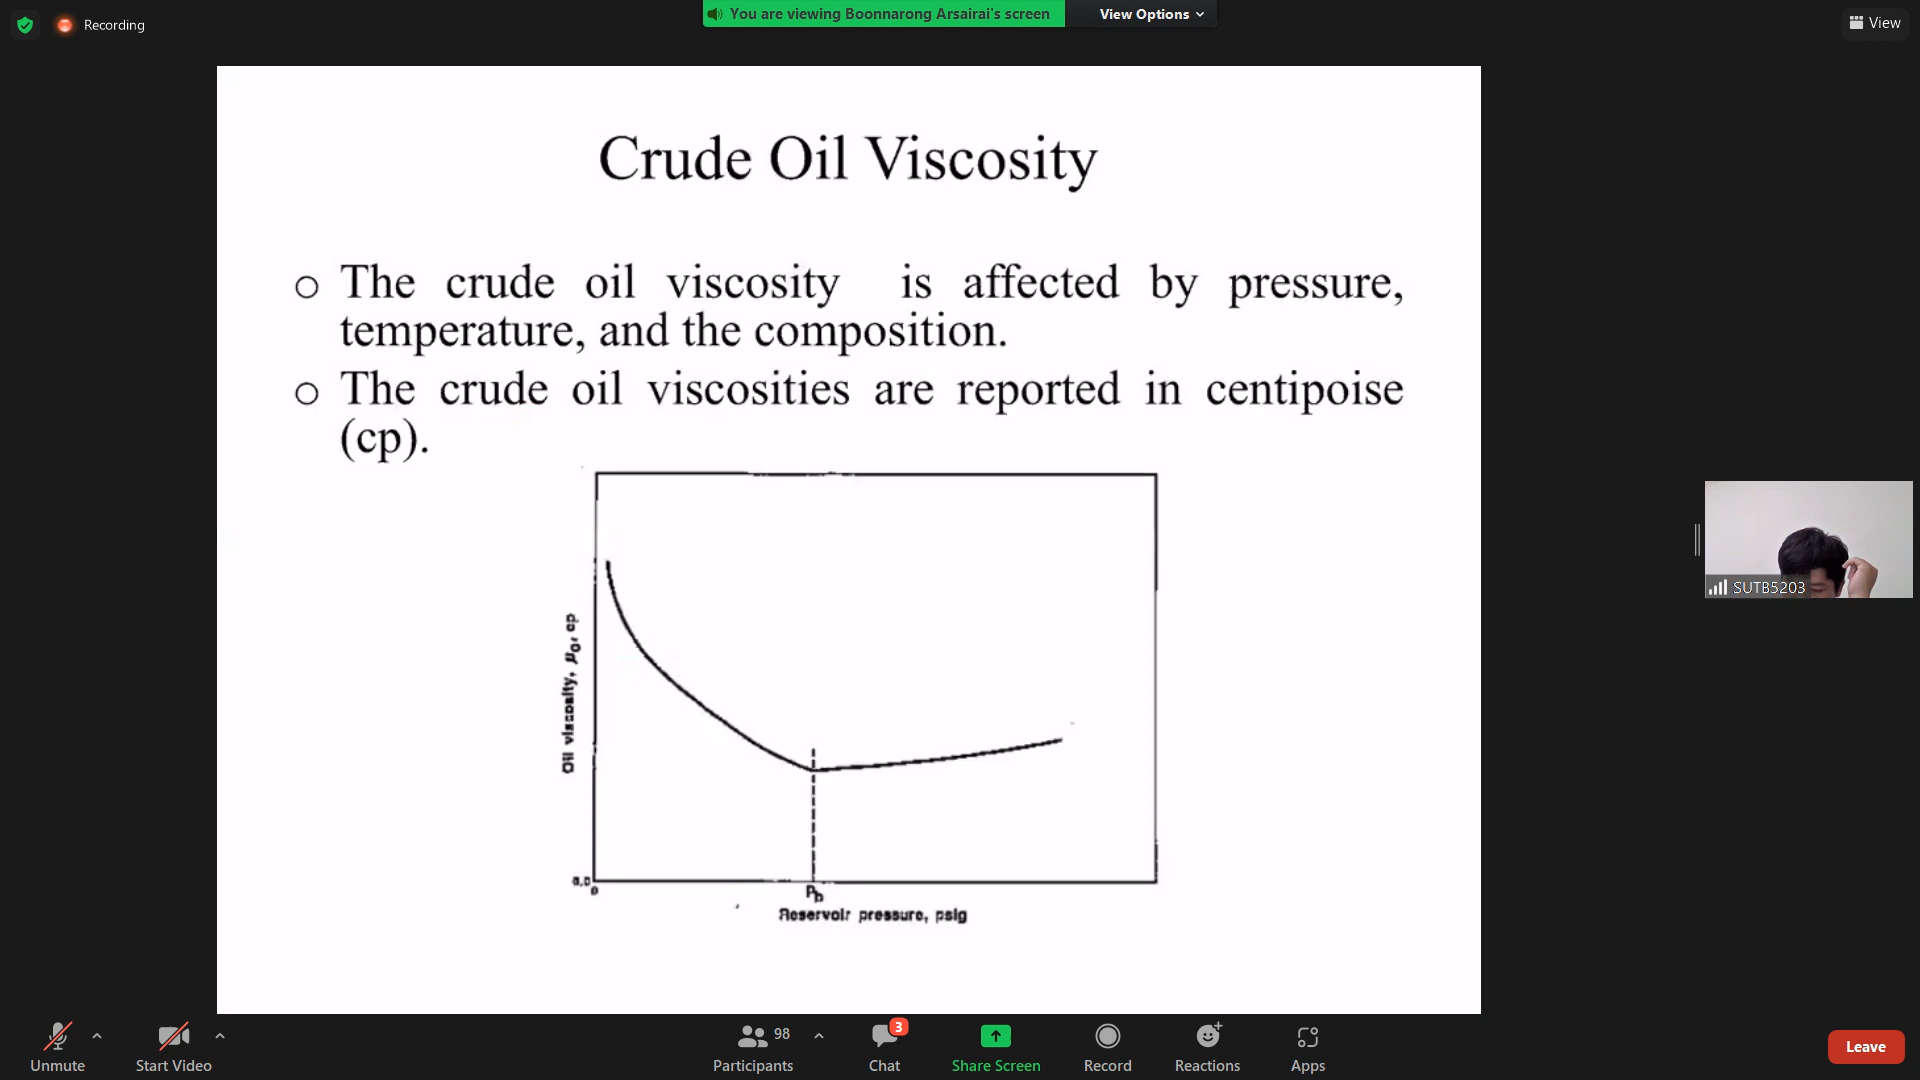 Recording
You are viewing Boonnarong Arsairai's screen
View Options
View
Crude Oil Viscosity
o The crude oil viscosity is affected by pressure,
temperature, and the composition.
o The crude oil viscosities are reported in centipoise
(cp).
Oil viscosity, μo, cp
0.0
0
Pb
Reservoir pressure, psig
SUTB5203
Unmute
Start Video
98
Participants
3
Chat
Share Screen
Record
Reactions
Apps
Leave